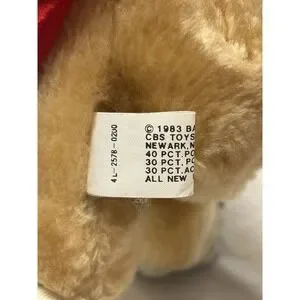 © 1983 BA
CBS TOYS
NEWARK, N
40 PCT. PO
30 PCT. PO
30 PCT. AC
ALL NEW
4L-2578-0200